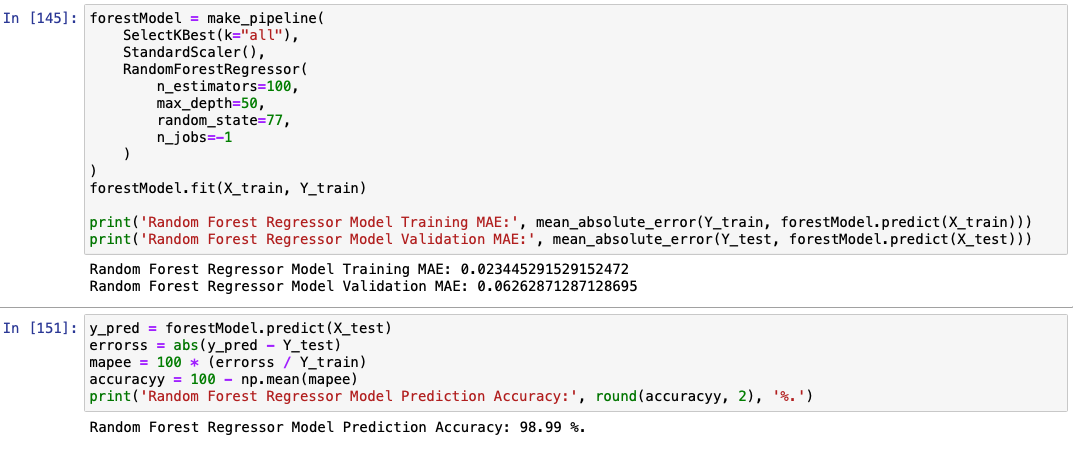 In [145]: forestModel = make_pipeline(
SelectKBest(k="all"),
StandardScaler(),
RandomForestRegressor(
n_estimators=100,
max_depth=50,
random_state=77,
n_jobs=-1
)
)
forestModel.fit(X_train, Y_train)
print('Random Forest Regressor Model Training MAE:', mean_absolute_error(Y_train, forestModel.predict(X_train)))
print('Random Forest Regressor Model Validation MAE:', mean_absolute_error(Y_test, forestModel.predict(X_test)))
Random Forest Regressor Model Training MAE: 0.023445291529152472
Random Forest Regressor Model Validation MAE: 0.06262871287128695
In [151]: y_pred = forestModel.predict(X_test)
errorss = abs(y_pred - Y_test)
mapee = 100 * (errorss / Y_train)
accuracyy = 100 - np.mean(mapee)
print('Random Forest Regressor Model Prediction Accuracy:', round(accuracyy, 2), '%.')
Random Forest Regressor Model Prediction Accuracy: 98.99 %.